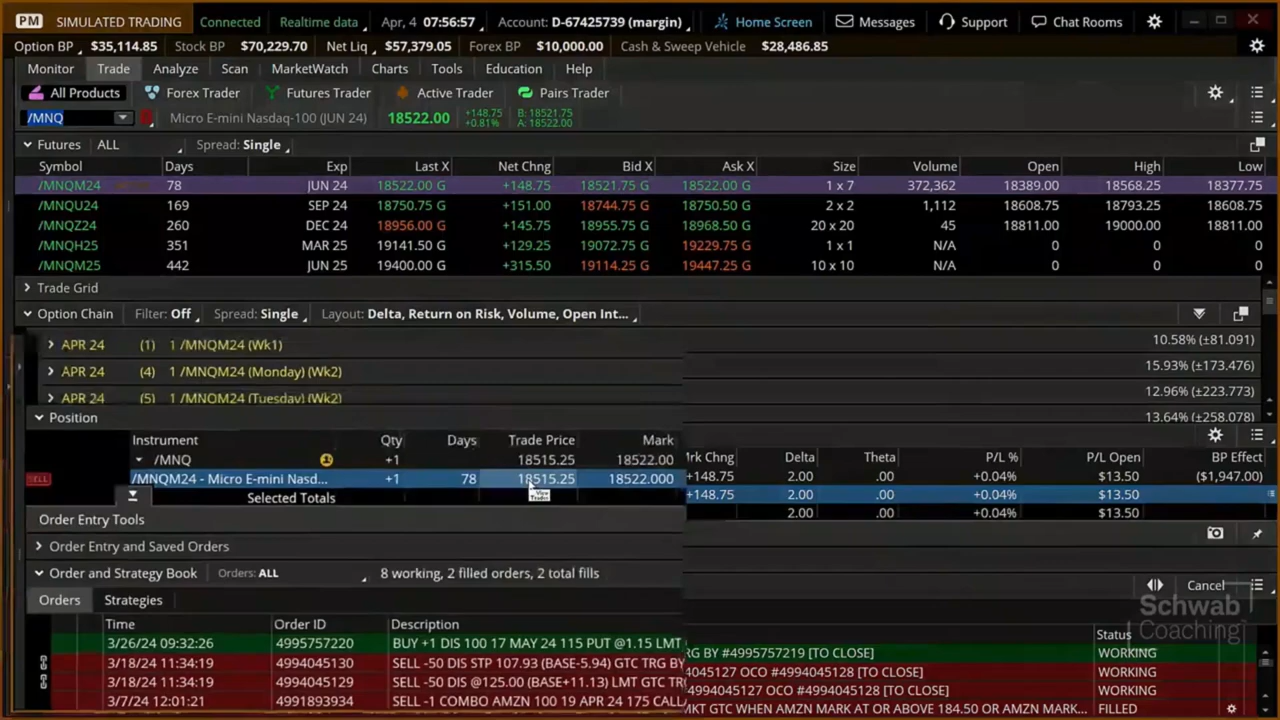 PM SIMULATED TRADING Connected Realtime data Apr, 4 07:56:57 Account: D-67425739 (margin) Home Screen Messages Support Chat Rooms
Option BP $35,114.85 Stock BP $70,229.70 Net Liq $57,379.05 Forex BP $10,000.00 Cash & Sweep Vehicle $28,486.85
Monitor Trade Analyze Scan MarketWatch Charts Tools Education Help
All Products Forex Trader Futures Trader Active Trader Pairs Trader
/MNQ Micro E-mini Nasdaq-100 (JUN 24) 18522.00 +148.75 +0.81% B: 18521.75 A: 18522.00
Futures ALL Spread: Single
Symbol Days Exp Last X Net Chng Bid X Ask X Size Volume Open High Low
/MNQM24 78 JUN 24 18522.00 G +148.75 18521.75 G 18522.00 G 1 x 7 372,362 18389.00 18568.25 18377.75
/MNQU24 169 SEP 24 18750.75 G +151.00 18744.75 G 18750.50 G 2 x 2 1,112 18608.75 18793.25 18608.75
/MNQZ24 260 DEC 24 18956.00 G +145.75 18955.75 G 18968.50 G 20 x 20 45 18811.00 19000.00 18811.00
/MNQH25 351 MAR 25 19141.50 G +129.25 19072.75 G 19229.75 G 1 x 1 N/A 0 0 0
/MNQM25 442 JUN 25 19400.00 G +315.50 19114.25 G 19447.25 G 10 x 10 N/A 0 0 0
Trade Grid
Option Chain Filter: Off Spread: Single Layout: Delta, Return on Risk, Volume, Open Int...
APR 24 (1) 1 /MNQM24 (Wk1) 10.58% (±81.091)
APR 24 (4) 1 /MNQM24 (Monday) (Wk2) 15.93% (±173.476)
APR 24 (5) 1 /MNQM24 (Tuesday) (Wk2) 12.96% (±223.773)
13.64% (±258.078)
Position
Instrument Qty Days Trade Price Mark Mrk Chng Delta Theta P/L % P/L Open BP Effect
/MNQ +1 18515.25 18522.00 +148.75 2.00 .00 +0.04% $13.50 ($1,947.00)
SELL /MNQM24 - Micro E-mini Nasd... +1 78 18515.25 18522.000 +148.75 2.00 .00 +0.04% $13.50
Selected Totals 2.00 .00 +0.04% $13.50
Order Entry Tools
Order Entry and Saved Orders
Order and Strategy Book Orders: ALL 8 working, 2 filled orders, 2 total fills Cancel
Schwab
Coaching
Orders Strategies
Time Order ID Description Status
3/26/24 09:32:26 4995757220 BUY +1 DIS 100 17 MAY 24 115 PUT @1.15 LMT RG BY #4995757219 [TO CLOSE] WORKING
3/18/24 11:34:19 4994045130 SELL -50 DIS STP 107.93 (BASE-5.94) GTC TRG BY 4994045127 OCO #4994045128 [TO CLOSE] WORKING
3/18/24 11:34:19 4994045129 SELL -50 DIS @125.00 (BASE+11.13) LMT GTC TRG #4994045127 OCO #4994045128 [TO CLOSE] WORKING
3/7/24 12:01:21 4991893934 SELL -1 COMBO AMZN 100 19 APR 24 175 CALL MKT GTC WHEN AMZN MARK AT OR ABOVE 184.50 OR AMZN MARK... FILLED